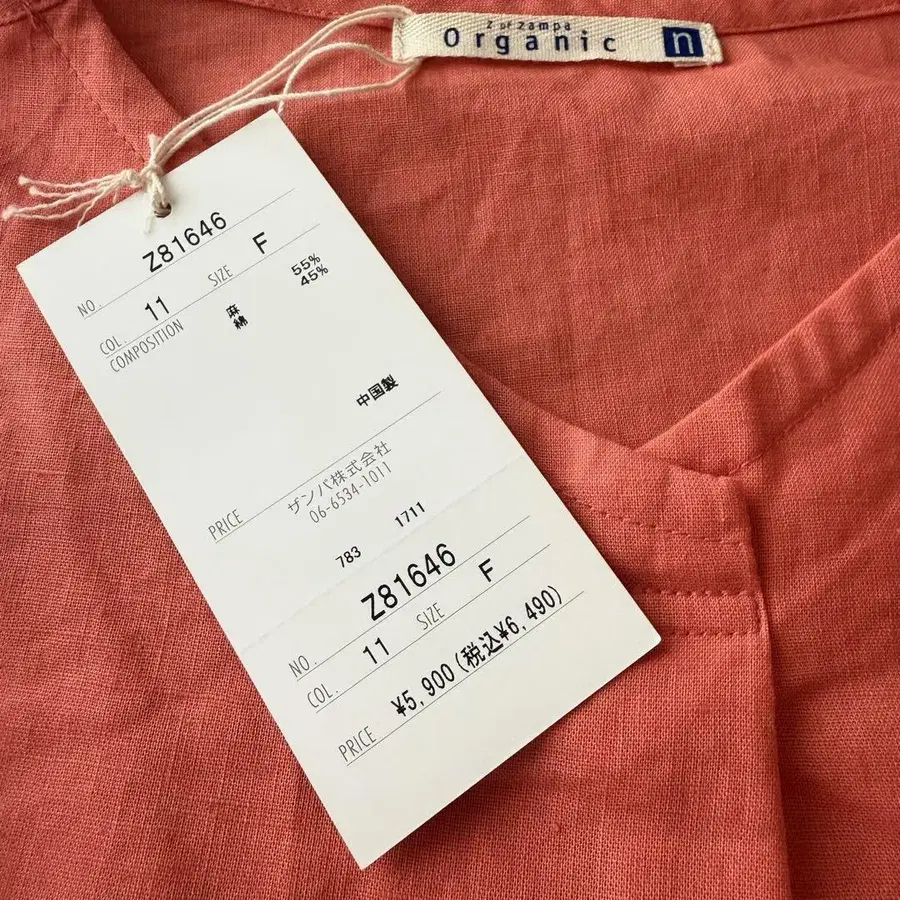 Z of zampa
Organic n
NO. Z81646
COL. 11 SIZE F
COMPOSITION 麻 55%
綿 45%
中国製
ザンパ株式会社
PRICE 06-6534-1011
783 1711
NO. Z81646
COL. 11 SIZE F
PRICE ¥5,900(税込¥6,490)